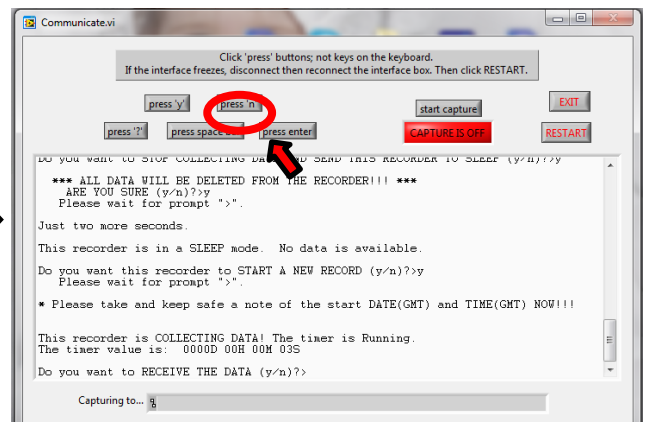 Communicate.vi
Click 'press' buttons; not keys on the keyboard.
If the interface freezes, disconnect then reconnect the interface box. Then click RESTART.
press 'y' press 'n start capture EXIT
press '?' press space press enter CAPTURE IS OFF RESTART
Do you want to STOP COLLECTING DATA AND SEND THIS RECORDER TO SLEEP (y/n)?>y
*** ALL DATA WILL BE DELETED FROM THE RECORDER!!! ***
ARE YOU SURE (y/n)?>y
Please wait for prompt ">".
Just two more seconds.
This recorder is in a SLEEP mode. No data is available.
Do you want this recorder to START A NEW RECORD (y/n)?>y
Please wait for prompt ">".
* Please take and keep safe a note of the start DATE(GMT) and TIME(GMT) NOW!!!
This recorder is COLLECTING DATA! The timer is Running.
The timer value is: 0000D 00H 00M 03S
Do you want to RECEIVE THE DATA (y/n)?>
Capturing to...